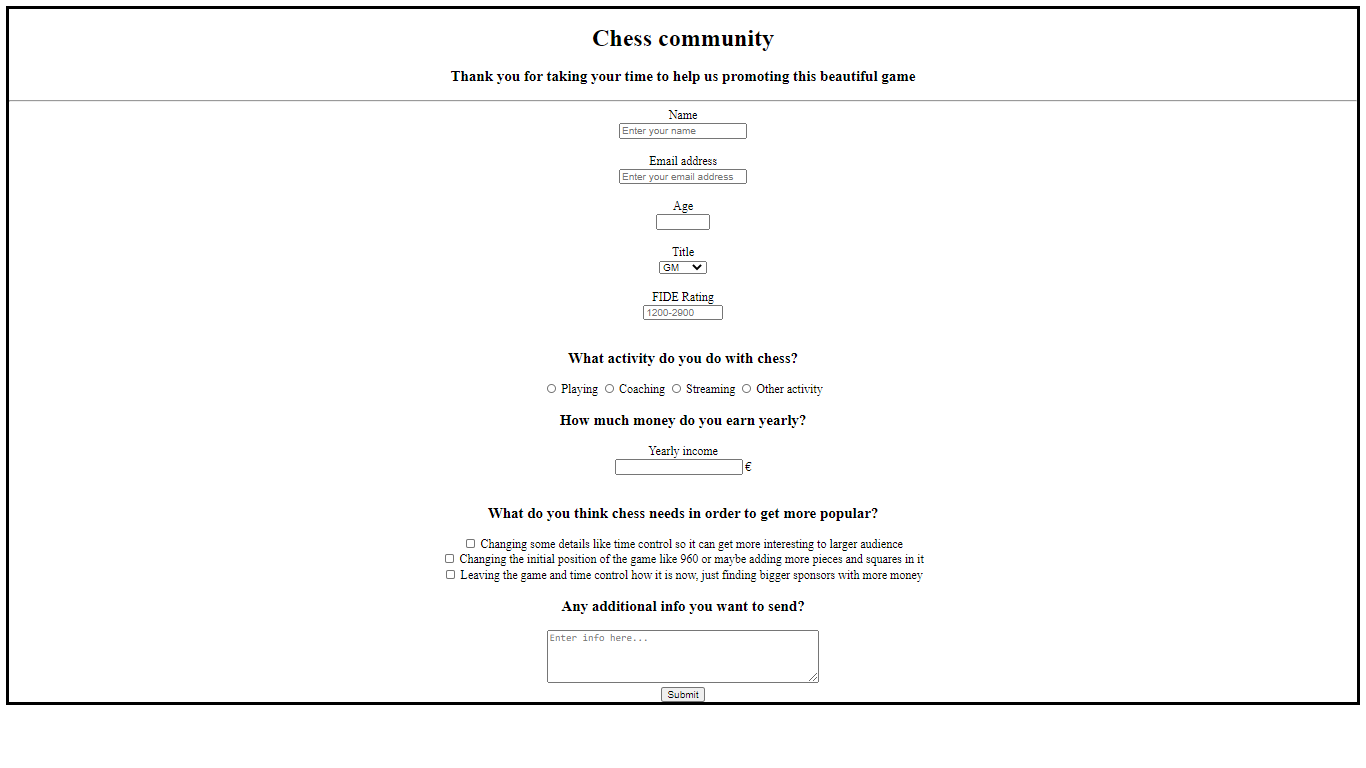 Chess community
Thank you for taking your time to help us promoting this beautiful game
Name
Enter your name
Email address
Enter your email address
Age
Title
GM
FIDE Rating
1200-2900
What activity do you do with chess?
Playing Coaching Streaming Other activity
How much money do you earn yearly?
Yearly income
€
What do you think chess needs in order to get more popular?
Changing some details like time control so it can get more interesting to larger audience
Changing the initial position of the game like 960 or maybe adding more pieces and squares in it
Leaving the game and time control how it is now, just finding bigger sponsors with more money
Any additional info you want to send?
Enter info here...
Submit